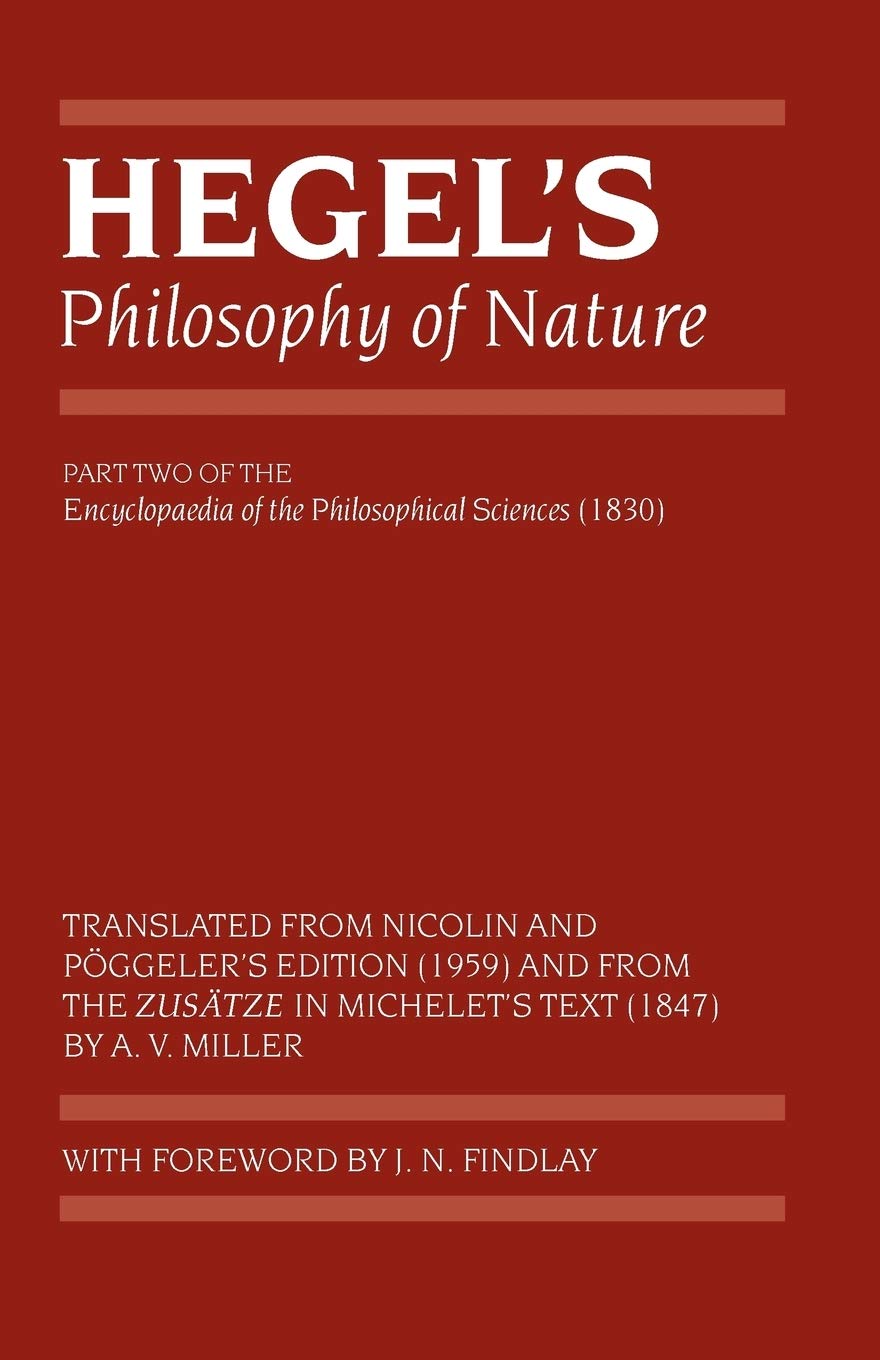 HEGEL’S
Philosophy of Nature
PART TWO OF THE
Encyclopaedia of the Philosophical Sciences (1830)
TRANSLATED FROM NICOLIN AND
PÖGGELER’S EDITION (1959) AND FROM
THE ZUSÄTZE IN MICHELET’S TEXT (1847)
BY A. V. MILLER
WITH FOREWORD BY J. N. FINDLAY